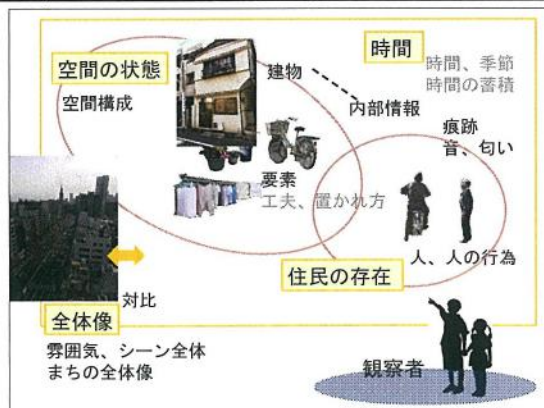 空間の状態
空間構成
建物
内部情報
時間
時間、季節
時間の蓄積
痕跡
音、匂い
要素
工夫、置かれ方
人、人の行為
住民の存在
対比
全体像
雰囲気、シーン全体
まちの全体像
観察者